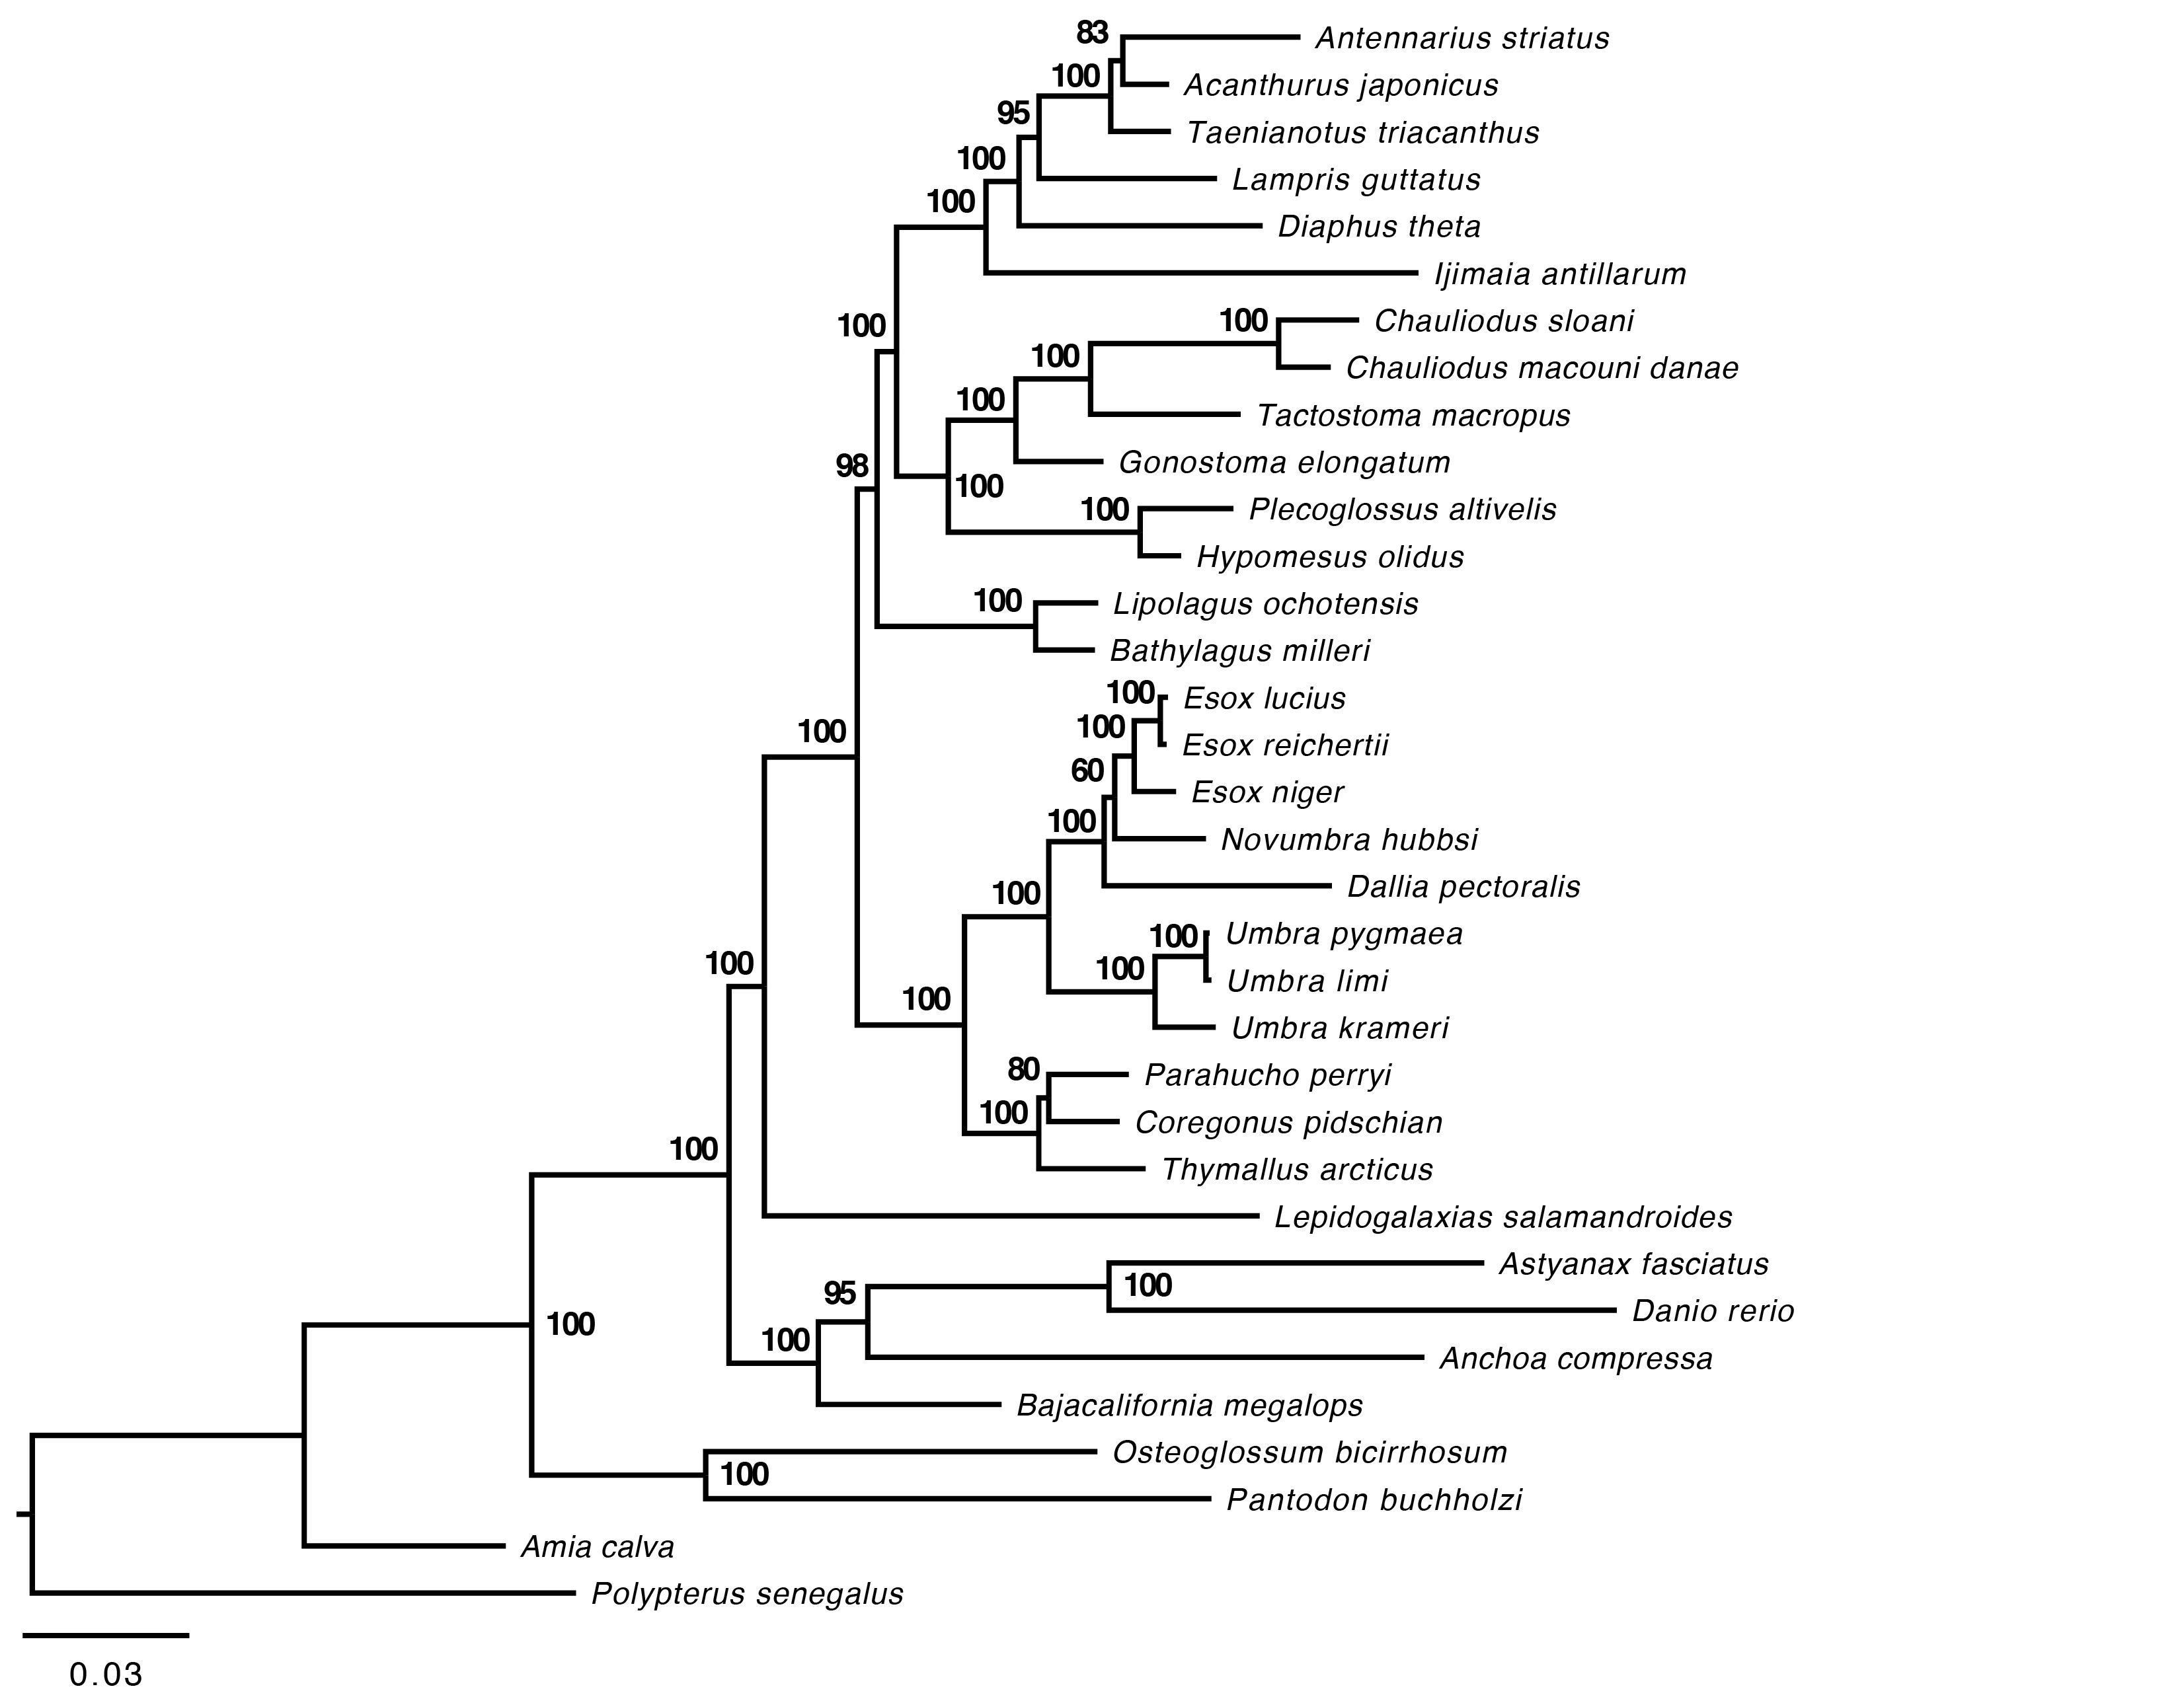 83
Antennarius striatus
100
Acanthurus japonicus
95
Taenianotus triacanthus
100
Lampris guttatus
100
Diaphus theta
Ijimaia antillarum
100
100
Chauliodus sloani
100
Chauliodus macouni danae
100
Tactostoma macropus
98
Gonostoma elongatum
100
100
Plecoglossus altivelis
Hypomesus olidus
100
Lipolagus ochotensis
Bathylagus milleri
100
Esox lucius
100
100
Esox reichertii
60
Esox niger
100
Novumbra hubbsi
100
Dallia pectoralis
100
Umbra pygmaea
100
100
Umbra limi
100
Umbra krameri
80
Parahucho perryi
100
Coregonus pidschian
100
Thymallus arcticus
Lepidogalaxias salamandroides
Astyanax fasciatus
95
100
Danio rerio
100
100
Anchoa compressa
Bajacalifornia megalops
Osteoglossum bicirrhosum
100
Pantodon buchholzi
Amia calva
Polypterus senegalus
0.03